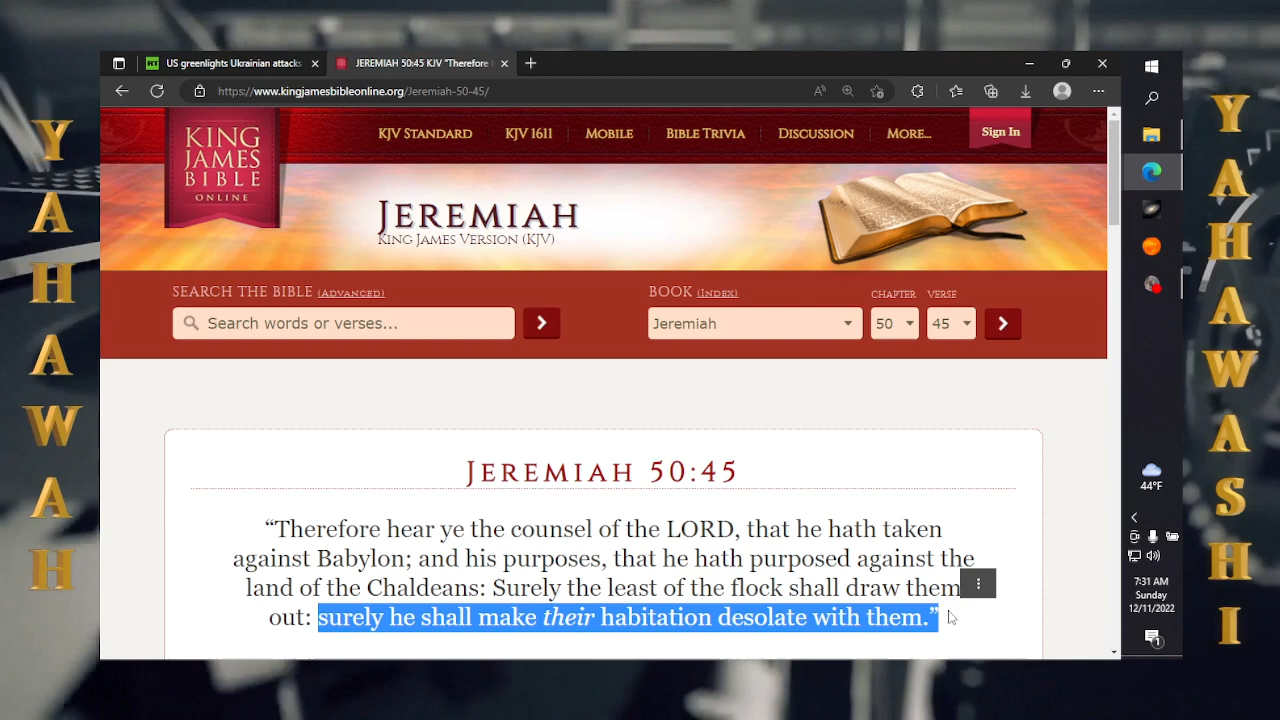 YAHAWAH
US greenlights Ukrainian attacks
JEREMIAH 50:45 KJV "Therefore
https://www.kingjamesbibleonline.org/Jeremiah-50-45/
KING
JAMES
BIBLE
ONLINE
KJV STANDARD
KJV 1611
MOBILE
BIBLE TRIVIA
DISCUSSION
MORE...
Sign In
JEREMIAH
KING JAMES VERSION (KJV)
SEARCH THE BIBLE (ADVANCED)
Search words or verses...
BOOK (INDEX)
CHAPTER
VERSE
Jeremiah
50
45
JEREMIAH 50:45
“Therefore hear ye the counsel of the LORD, that he hath taken
against Babylon; and his purposes, that he hath purposed against the
land of the Chaldeans: Surely the least of the flock shall draw them
out: surely he shall make their habitation desolate with them.”
44°F
7:31 AM
Sunday
12/11/2022
1
YAHAWASHI